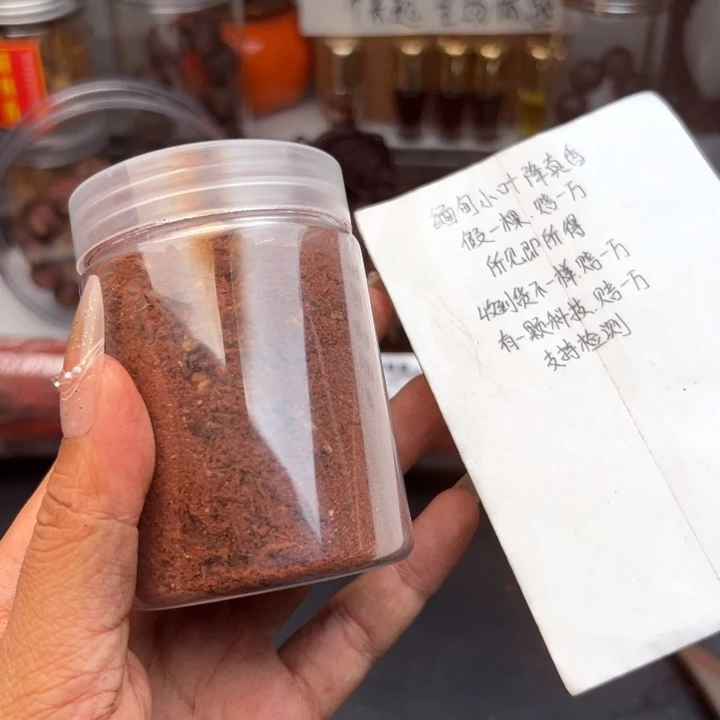 缅甸小叶降真香
假一棵.赔一万
所见即所得
收到货不一样.赔一万
有一颗科技.赔一万
支持检测